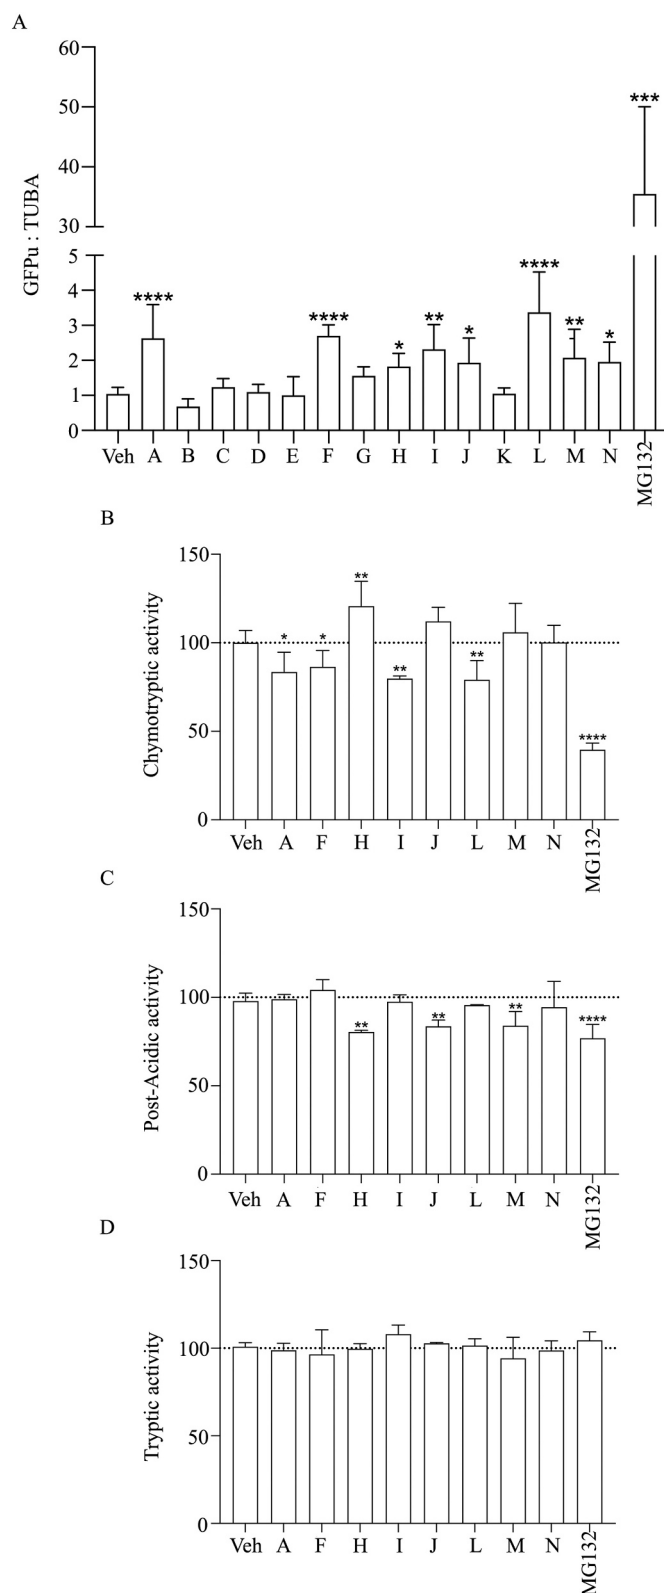 A
GFPu : TUBA
60
50
40
30
5
4
3
2
1
0
**** **** * ** * **** ** * ***
Veh A B C D E F G H I J K L M N MG132
B
Chymotryptic activity
150
100
50
0
* * ** ** ** ****
Veh A F H I J L M N MG132
C
Post-Acidic activity
150
100
50
0
** ** ** ****
Veh A F H I J L M N MG132
D
Tryptic activity
150
100
50
0
Veh A F H I J L M N MG132